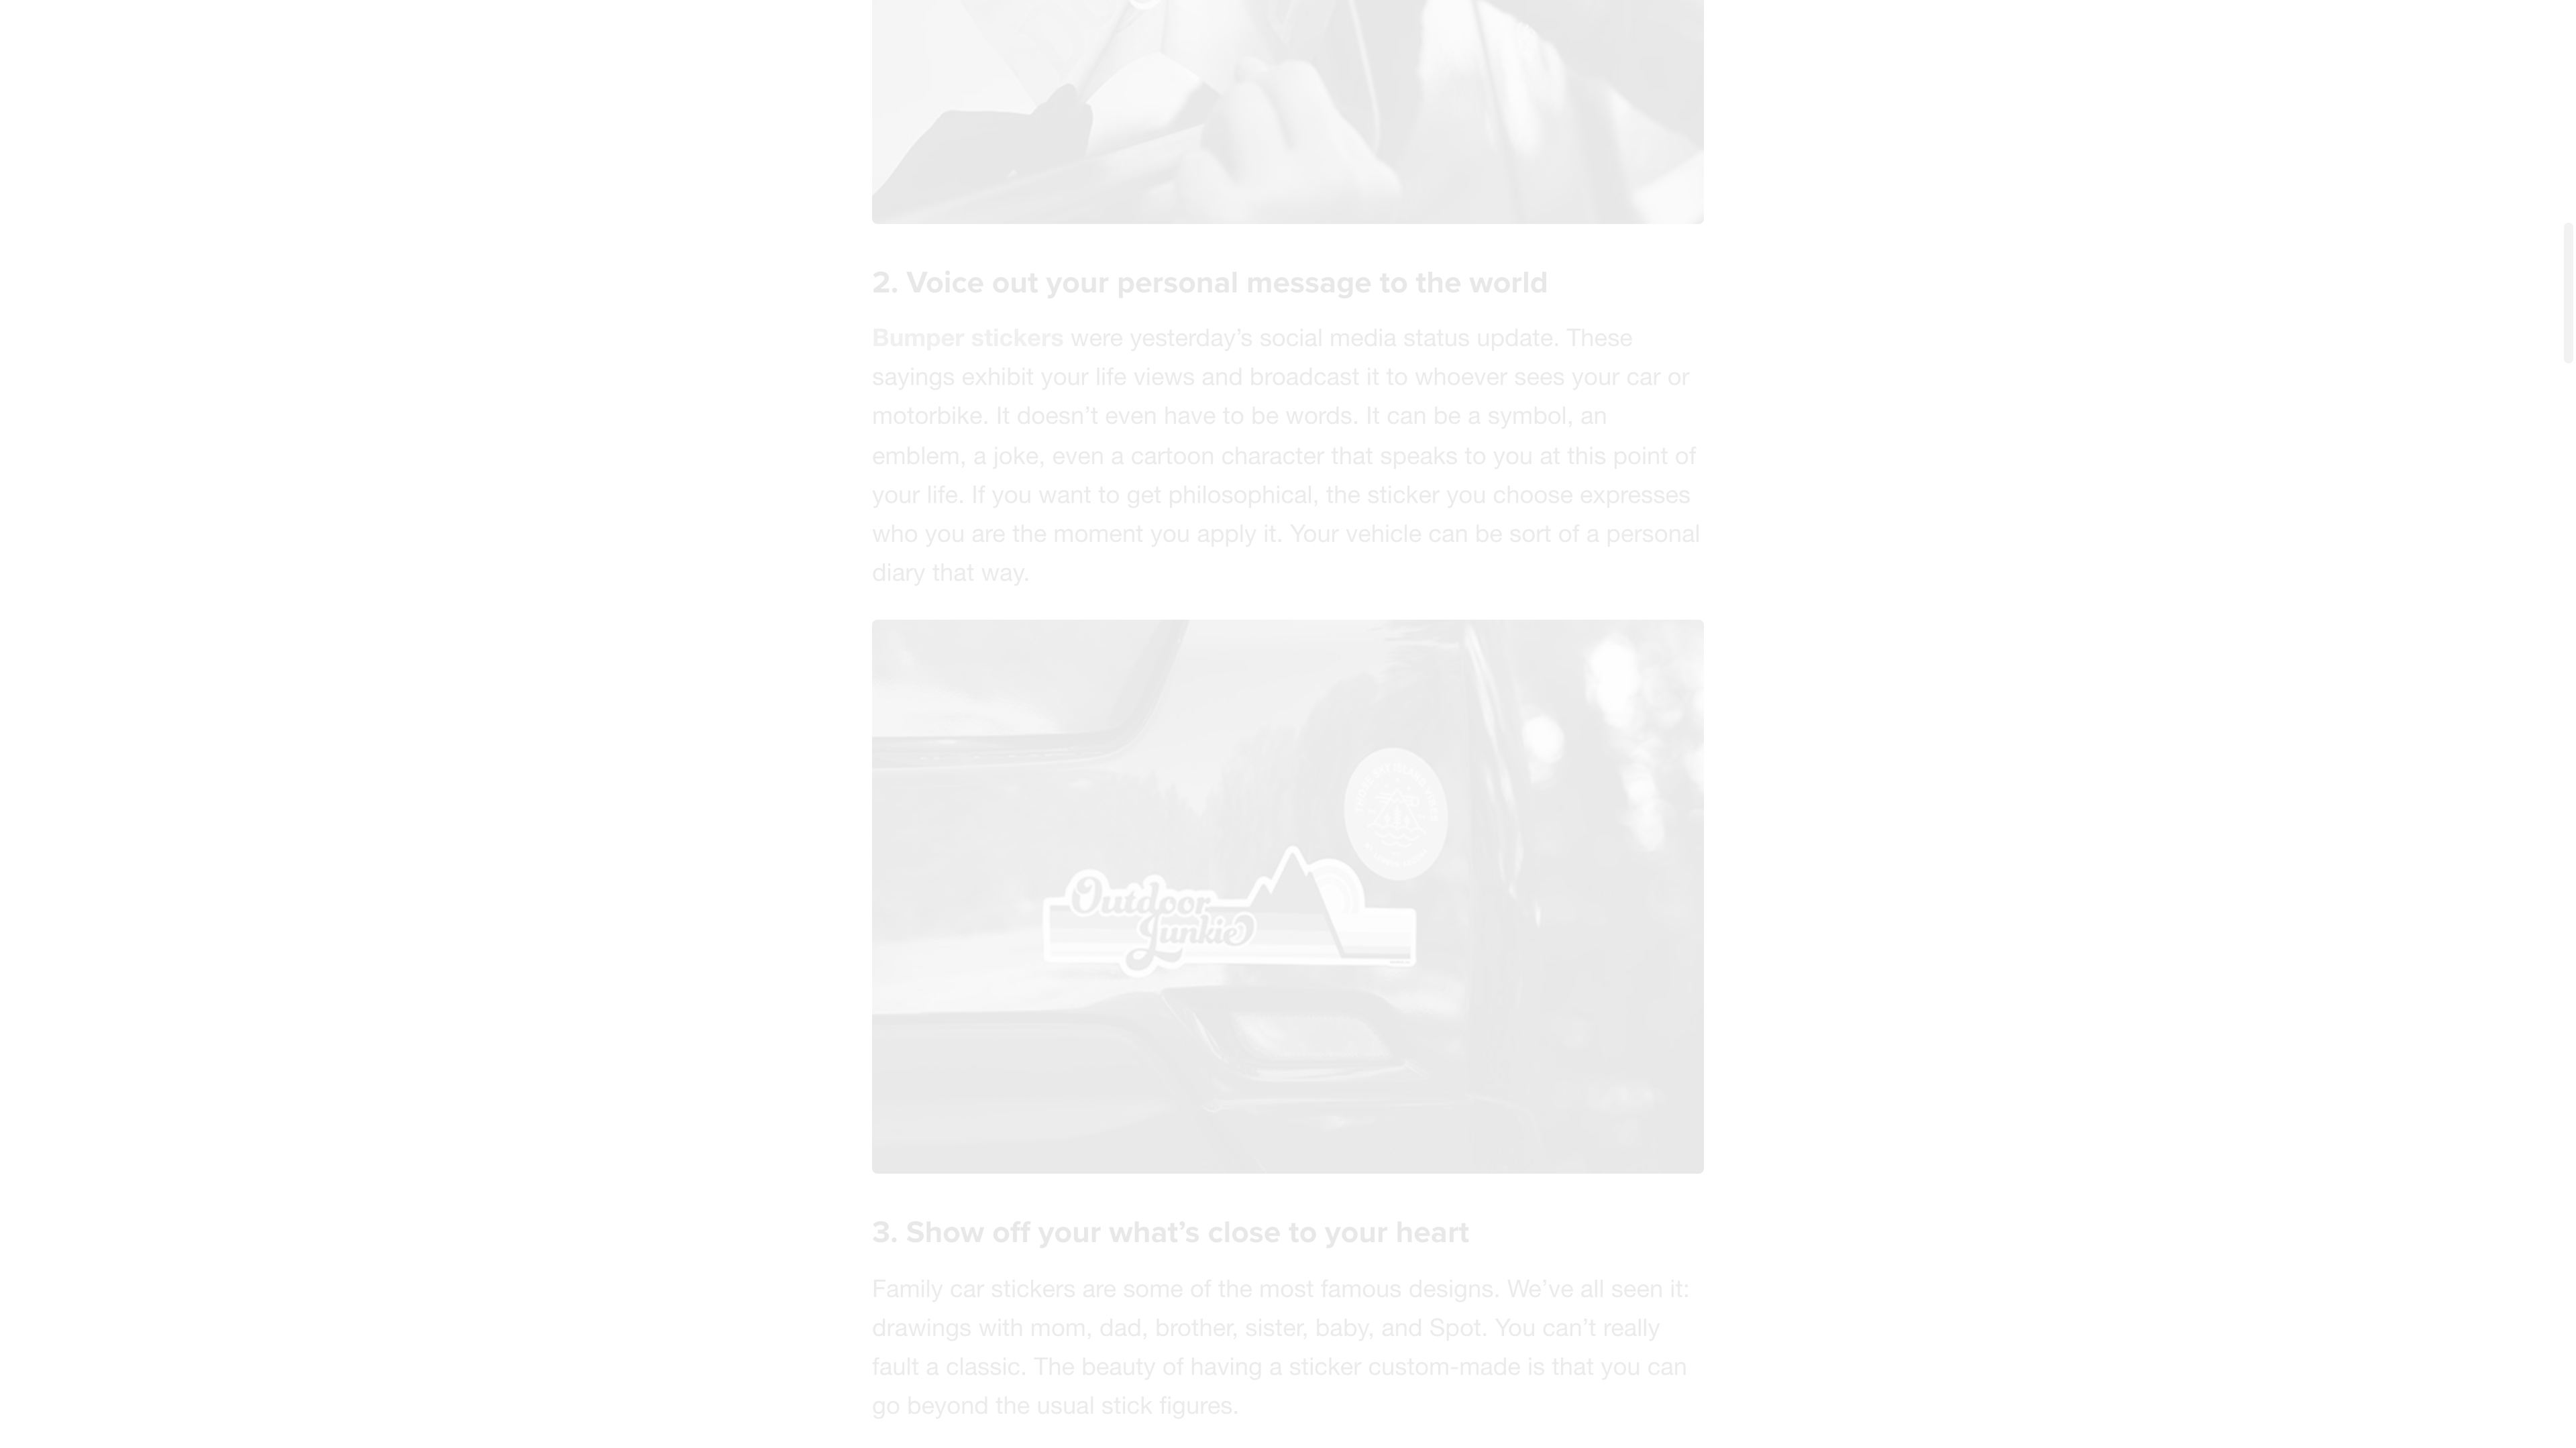 2. Voice out your personal message to the world
Bumper stickers were yesterday’s social media status update. These
sayings exhibit your life views and broadcast it to whoever sees your car or
motorbike. It doesn’t even have to be words. It can be a symbol, an
emblem, a joke, even a cartoon character that speaks to you at this point of
your life. If you want to get philosophical, the sticker you choose expresses
who you are the moment you apply it. Your vehicle can be sort of a personal
diary that way.
Outdoor
Junkie
3. Show off your what’s close to your heart
Family car stickers are some of the most famous designs. We’ve all seen it:
drawings with mom, dad, brother, sister, baby, and Spot. You can’t really
fault a classic. The beauty of having a sticker custom-made is that you can
go beyond the usual stick figures.